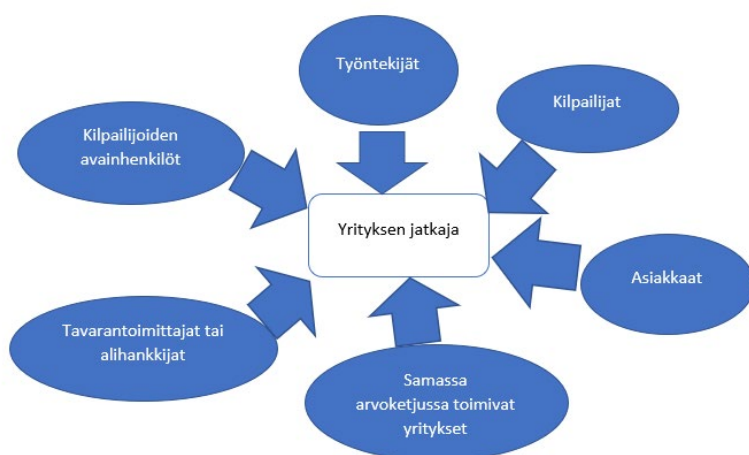 Työntekijät
Kilpailijat
Kilpailijoiden
avainhenkilöt
Yrityksen jatkaja
Asiakkaat
Tavarantoimittajat tai
alihankkijat
Samassa
arvoketjussa toimivat
yritykset